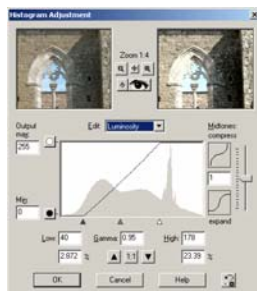 Histogram Adjustment
Zoom 1:4
Output max:
255
Edit: Luminosity
Midtones:
compress
1
Min:
0
expand
Low: 40
Gamma: 0.95
High: 178
2.872 %
1:1
23.39 %
OK
Cancel
Help